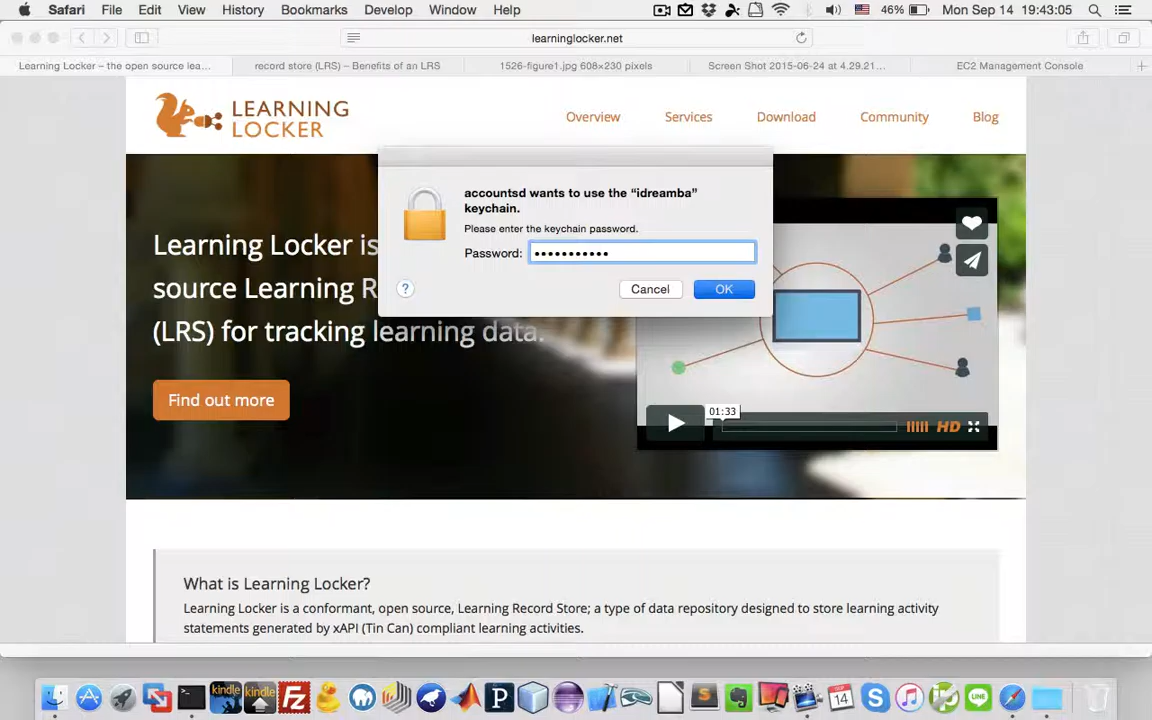 Safari File Edit View History Bookmarks Develop Window Help 46% Mon Sep 14 19:43:05
learninglocker.net
Learning Locker – the open source lea... record store (LRS) – Benefits of an LRS 1526-figure1.jpg 608×230 pixels Screen Shot 2015-06-24 at 4.29.21... EC2 Management Console
LEARNING
LOCKER
Overview Services Download Community Blog
accountsd wants to use the “idreamba”
keychain.
Please enter the keychain password.
Password: •••••••••••
? Cancel OK
Learning Locker is
source Learning R
(LRS) for tracking learning data.
Find out more
01:33
HD
What is Learning Locker?
Learning Locker is a conformant, open source, Learning Record Store; a type of data repository designed to store learning activity
statements generated by xAPI (Tin Can) compliant learning activities.
kindle kindle FZ P S 14 S LINE